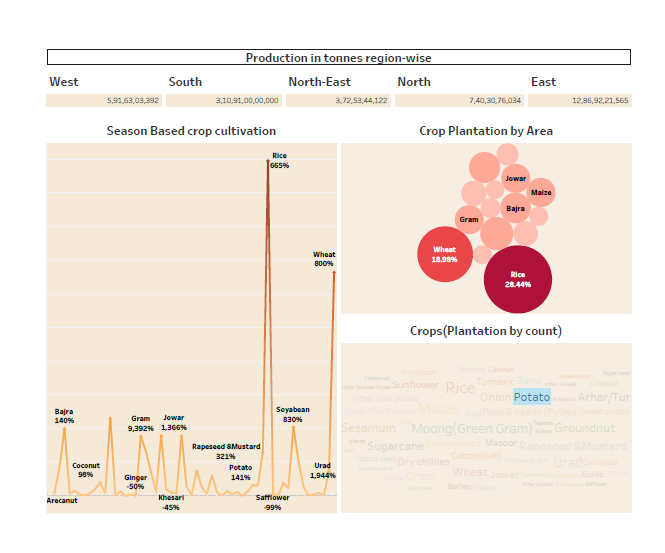 Production in tonnes region-wise
West South North-East North East
5,91,63,03,392 3,10,91,00,00,000 3,72,53,44,122 7,40,30,76,034 12,86,92,21,565
Season Based crop cultivation
Rice
665%
Wheat
800%
Bajra
140%
Gram
9,392%
Jowar
1,366%
Soyabean
830%
Rapeseed &Mustard
321%
Coconut
98%
Potato
141%
Urad
1,944%
Ginger
-50%
Arecanut
Khesari
-45%
Safflower
-99%
Crop Plantation by Area
Jowar
Maize
Bajra
Gram
Wheat
18.98%
Rice
28.44%
Crops(Plantation by count)
Sunflower Rice Turmeric
Onion Potato Arhar/Tur
Maize
Sesamum Moong(Green Gram) Groundnut
Sugarcane Masoor Rapeseed &Mustard
Cotton(lint)
Dry chillies Urad
Gram Wheat Jowar Garlic
Barley